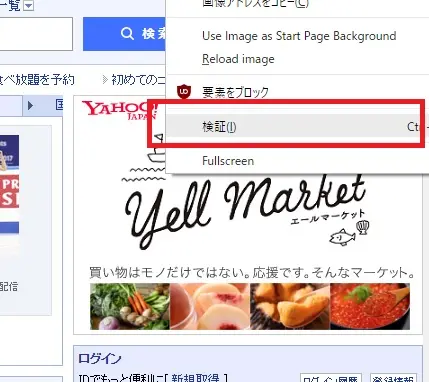 一覧
画像アドレスをコピー(C)
検索
Use Image as Start Page Background
Reload image
べ放題を予約
初めての
要素をブロック
検証(I)
Ctrl
YAHOO!
JAPAN
Fullscreen
Yell Market
エールマーケット
買い物はモノだけではない。応援です。そんなマーケット。
2017
PR
配信
ログイン
IDでもっと便利に[ 新規取得 ]
ログイン履歴
登録情報